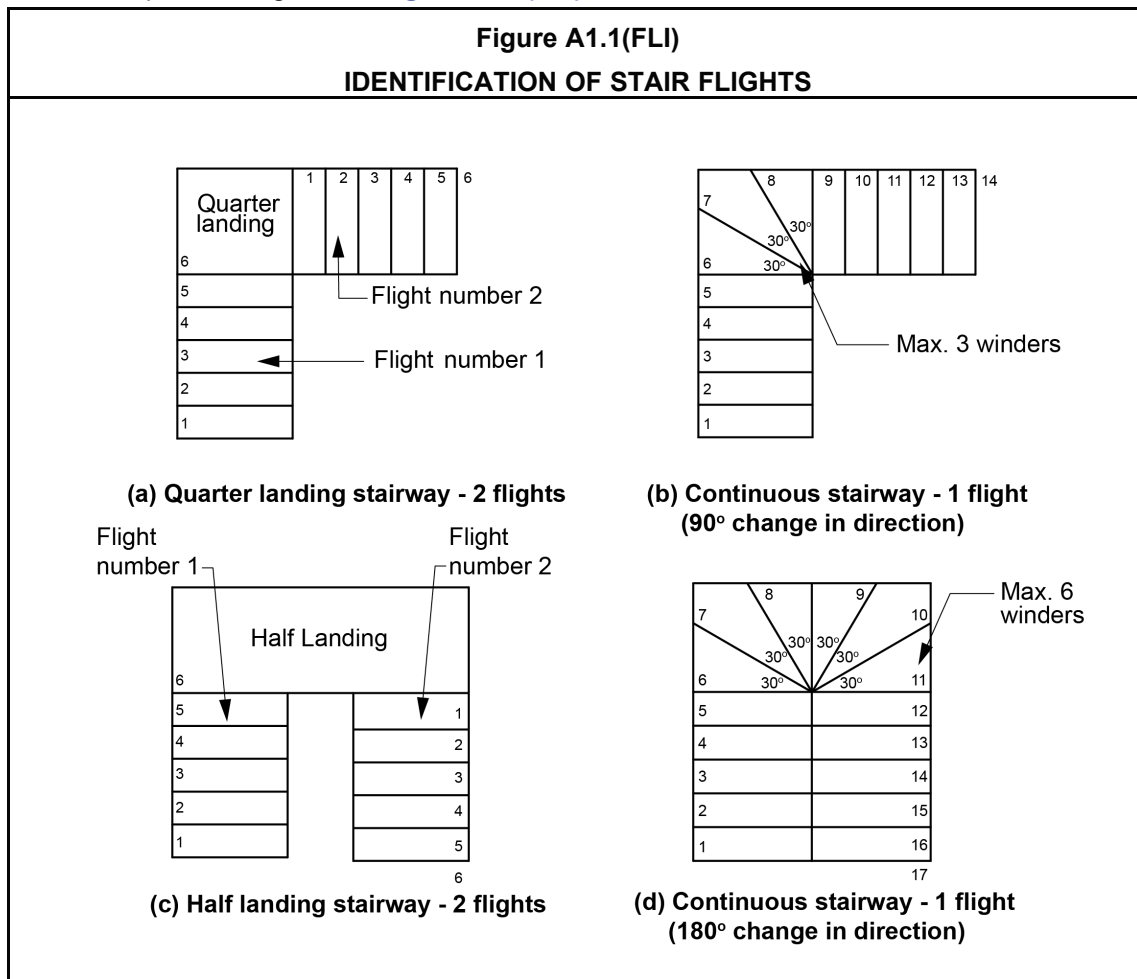 Figure A1.1(FLI)
IDENTIFICATION OF STAIR FLIGHTS
Quarter
landing
1 2 3 4 5 6
6
5
4
3
2
1
Flight number 2
Flight number 1
(a) Quarter landing stairway - 2 flights
8
7
9 10 11 12 13 14
30°
30°
30°
6
5
4
3
2
1
Max. 3 winders
(b) Continuous stairway - 1 flight
(90° change in direction)
Flight
number 1
Flight
number 2
Half Landing
6
5
4
3
2
1
1
2
3
4
5
6
(c) Half landing stairway - 2 flights
8 9
7 10
30° 30°
30° 30°
30° 30°
6 11
5 12
4 13
3 14
2 15
1 16
17
Max. 6
winders
(d) Continuous stairway - 1 flight
(180° change in direction)